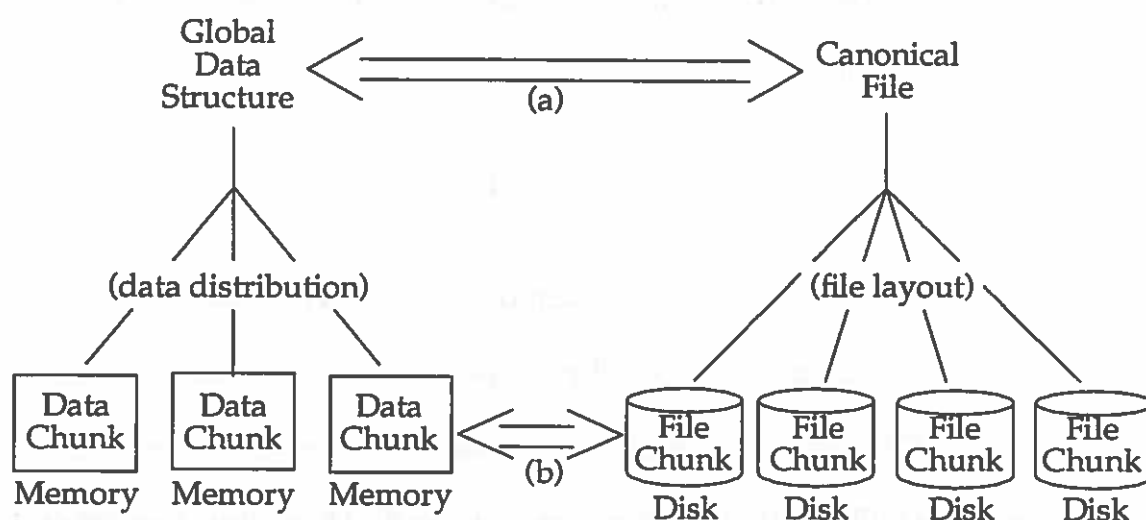 Global
Data
Structure
(a)
Canonical
File
(data distribution)
(file layout)
Data
Chunk
Memory
Data
Chunk
Memory
Data
Chunk
Memory
(b)
File
Chunk
Disk
File
Chunk
Disk
File
Chunk
Disk
File
Chunk
Disk